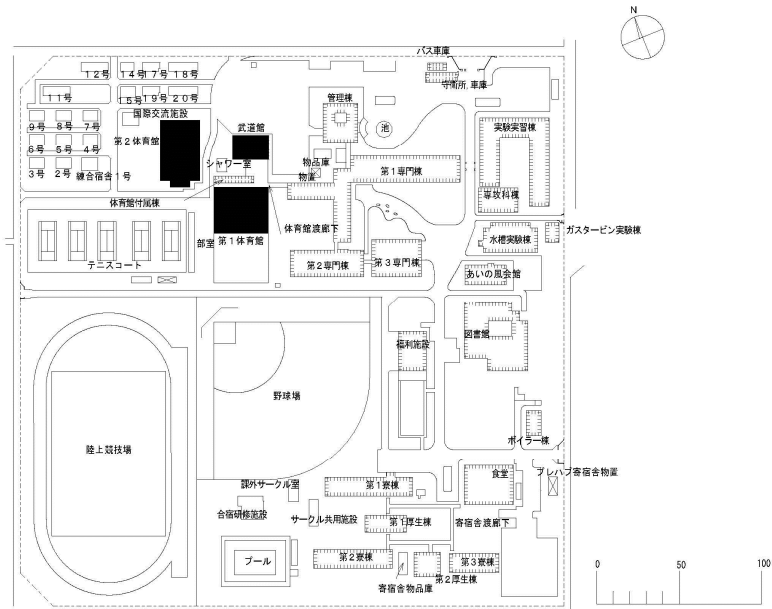 N
バス車庫
守衛所,車庫
12号 14号 17号 18号
11号 15号 19号 20号
国際交流施設
管理棟
池
実験実習棟
9号 8号 7号
第2体育館
武道館
6号 5号 4号
シャワー室
物品庫
物置
第1専門棟
3号 2号 練合宿舎1号
専攻科棟
体育館付属棟
体育館渡廊下
ガスタービン実験棟
部室
第1体育館
水槽実験棟
テニスコート
第2専門棟
第3専門棟
あいの風会館
福利施設
図書館
野球場
ボイラー棟
陸上競技場
食堂
プレハブ寄宿舎物置
課外サークル室
第1寮棟
合宿研修施設
サークル共用施設
第1厚生棟
寄宿舎渡廊下
プール
第2寮棟
第3寮棟
第2厚生棟
寄宿舎物品庫
0 50 100